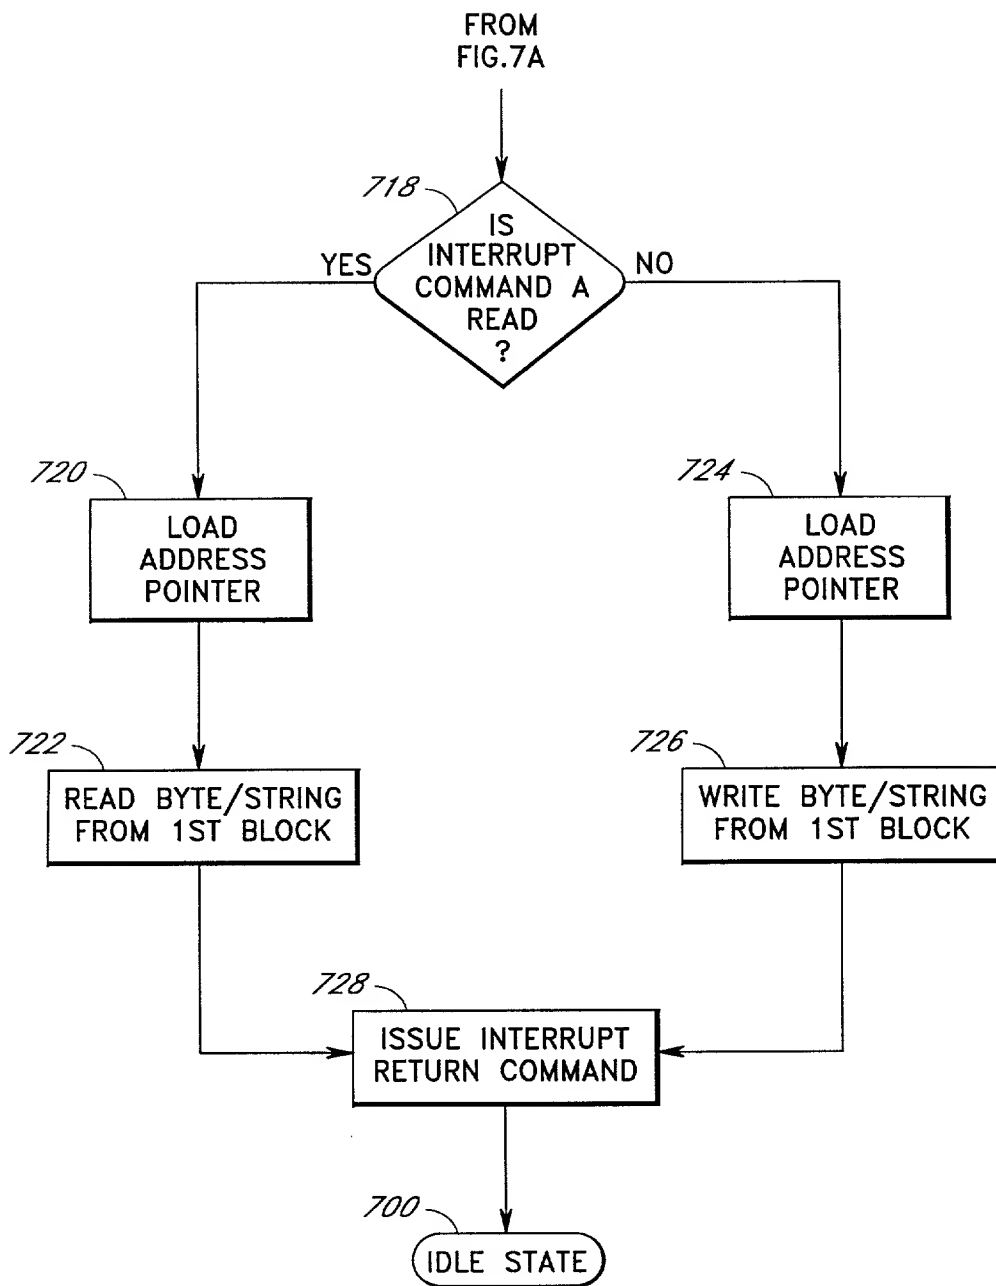 FROM
FIG.7A
718
IS
INTERRUPT
COMMAND A
READ
?
YES
NO
720
LOAD
ADDRESS
POINTER
724
LOAD
ADDRESS
POINTER
722
READ BYTE/STRING
FROM 1ST BLOCK
726
WRITE BYTE/STRING
FROM 1ST BLOCK
728
ISSUE INTERRUPT
RETURN COMMAND
700
IDLE STATE